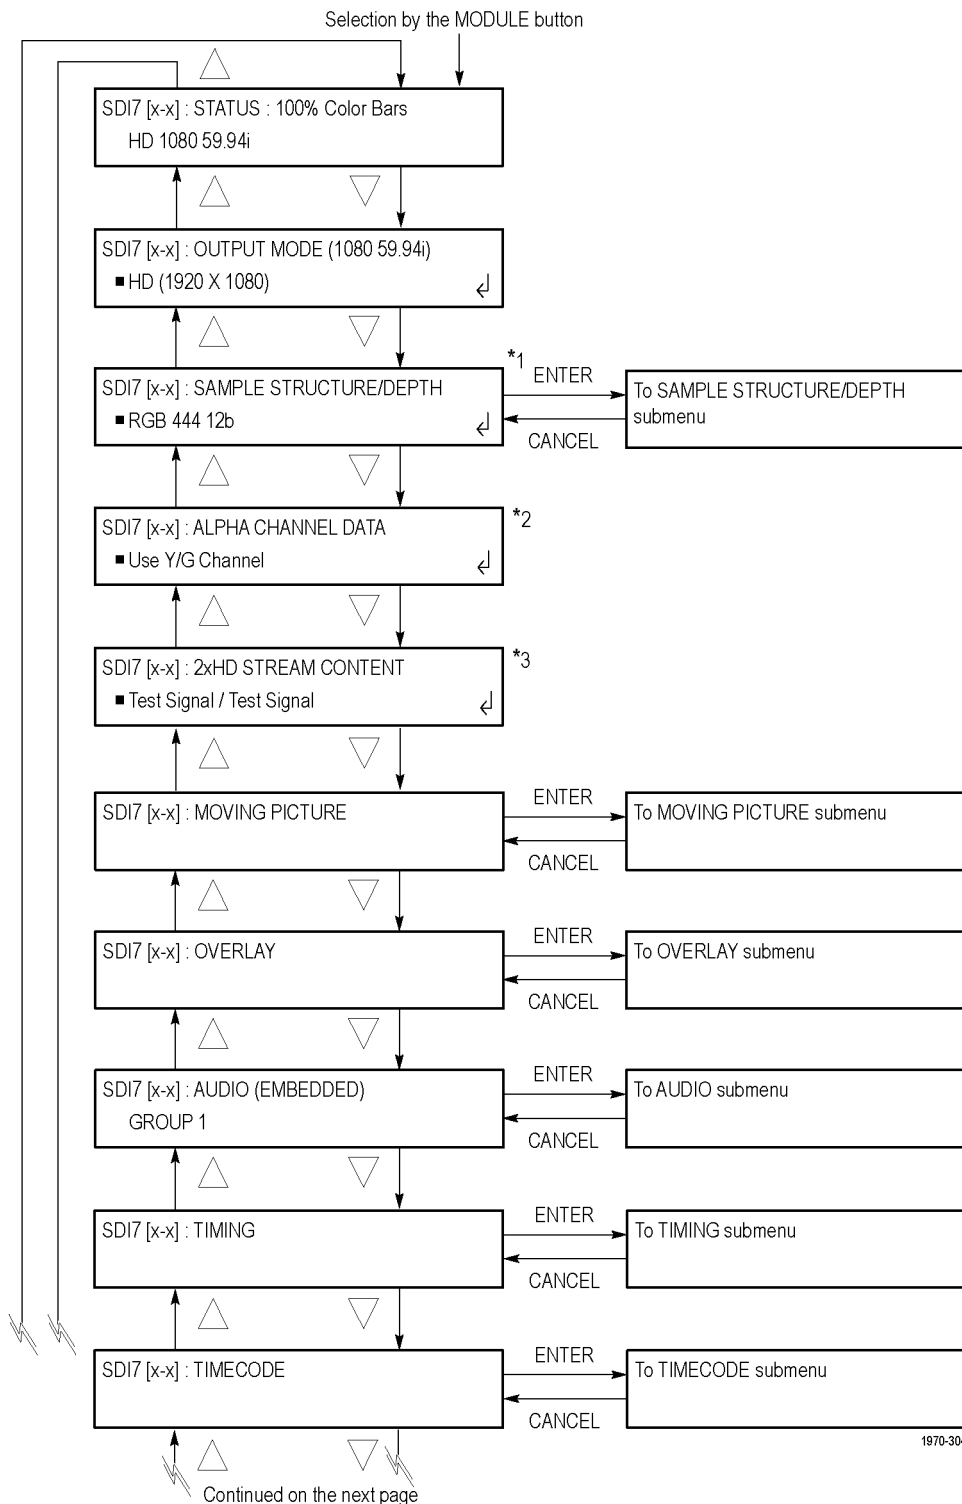 Selection by the MODULE button
SDI7 [x-x] : STATUS : 100% Color Bars
HD 1080 59.94i
SDI7 [x-x] : OUTPUT MODE (1080 59.94i)
■ HD (1920 X 1080)
SDI7 [x-x] : SAMPLE STRUCTURE/DEPTH
■ RGB 444 12b
*1
ENTER
CANCEL
To SAMPLE STRUCTURE/DEPTH
submenu
SDI7 [x-x] : ALPHA CHANNEL DATA
■ Use Y/G Channel
*2
SDI7 [x-x] : 2xHD STREAM CONTENT
■ Test Signal / Test Signal
*3
SDI7 [x-x] : MOVING PICTURE
ENTER
CANCEL
To MOVING PICTURE submenu
SDI7 [x-x] : OVERLAY
ENTER
CANCEL
To OVERLAY submenu
SDI7 [x-x] : AUDIO (EMBEDDED)
GROUP 1
ENTER
CANCEL
To AUDIO submenu
SDI7 [x-x] : TIMING
ENTER
CANCEL
To TIMING submenu
SDI7 [x-x] : TIMECODE
ENTER
CANCEL
To TIMECODE submenu
1970-304
Continued on the next page